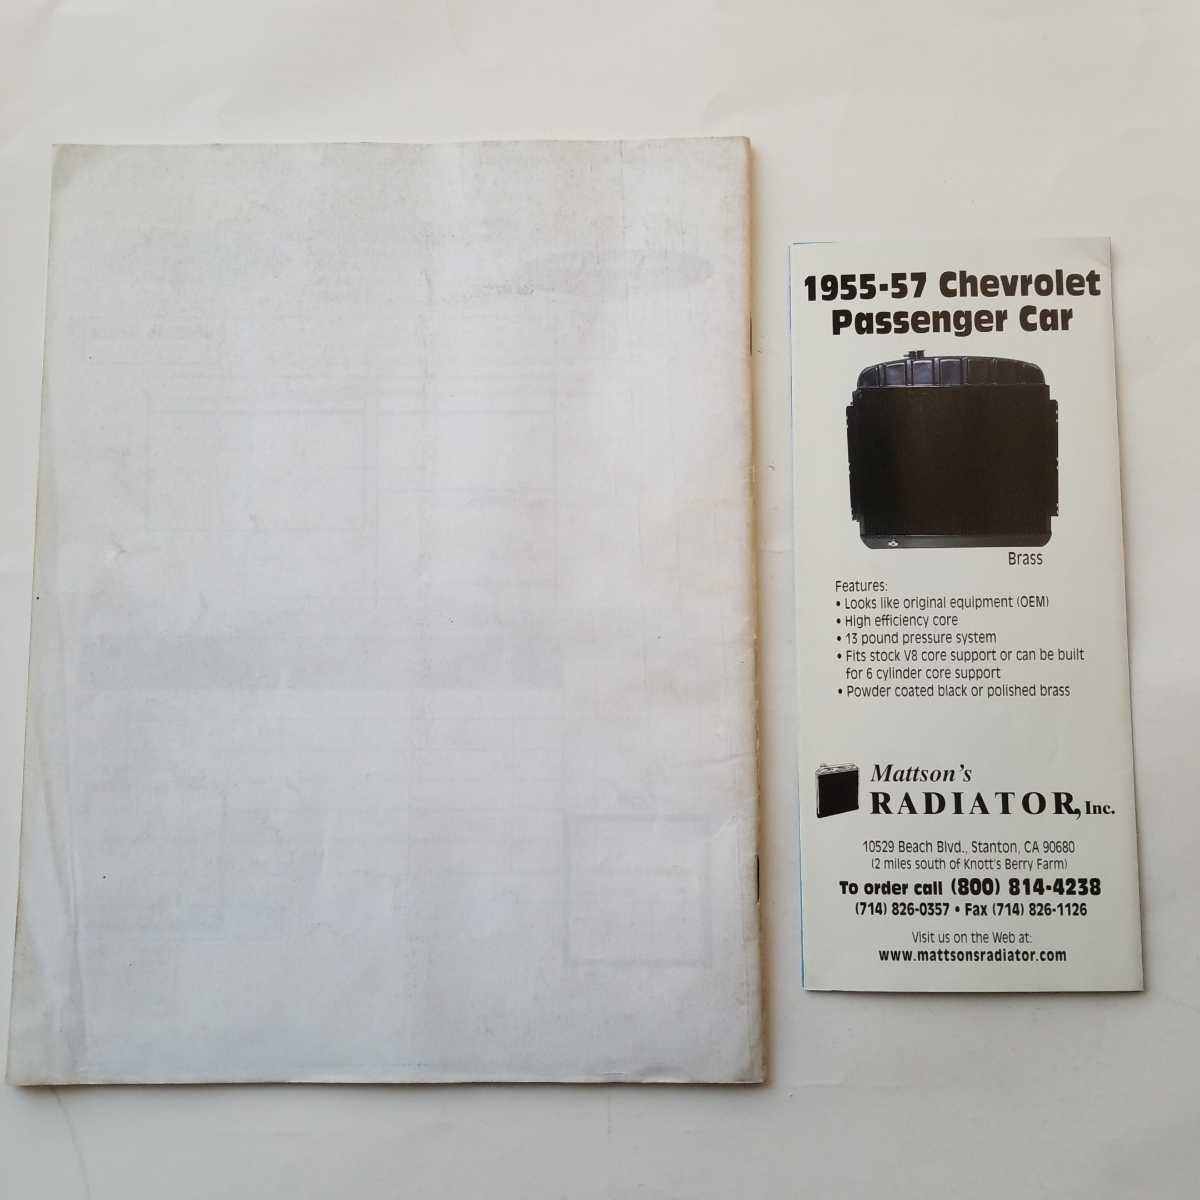 1955-57 Chevrolet
Passenger Car
Brass
Features:
• Looks like original equipment (OEM)
• High efficiency core
• 13 pound pressure system
• Fits stock V8 core support or can be built
for 6 cylinder core support
• Powder coated black or polished brass
Mattson's
RADIATOR, Inc.
10529 Beach Blvd., Stanton, CA 90680
(2 miles south of Knott's Berry Farm)
To order call (800) 814-4238
(714) 826-0357 • Fax (714) 826-1126
Visit us on the Web at:
www.mattsonsradiator.com